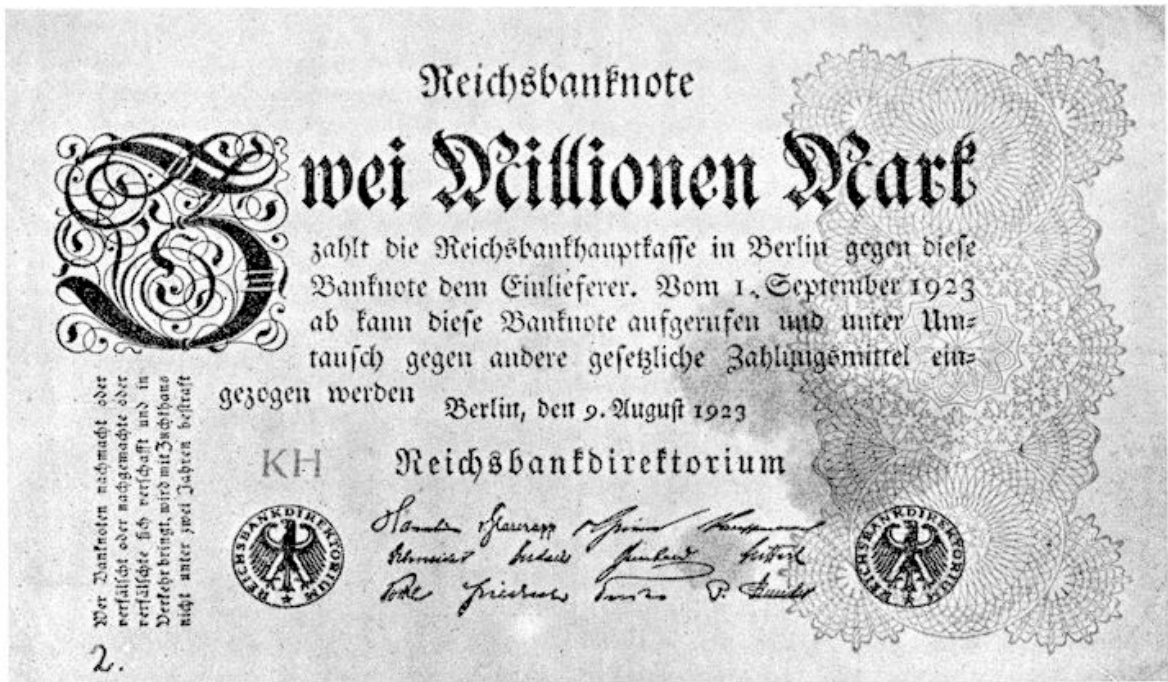 Reichsbanknote
Zwei Millionen Mark
zahlt die Reichsbankhauptkasse in Berlin gegen diese
Banknote dem Einlieferer. Vom 1. September 1923
ab kann diese Banknote aufgerufen und unter Um-
tausch gegen andere gesetzliche Zahlungsmittel ein-
gezogen werden
Berlin, den 9. August 1923
KH
Reichsbankdirektorium
REICHSBANKDIREKTORIUM
REICHSBANKDIREKTORIUM
Wer Banknoten nachmacht oder
verfälscht oder nachgemachte oder
verfälschte sich verschafft und in
Verkehr bringt, wird mit Zuchthaus
nicht unter zwei Jahren bestraft
2.